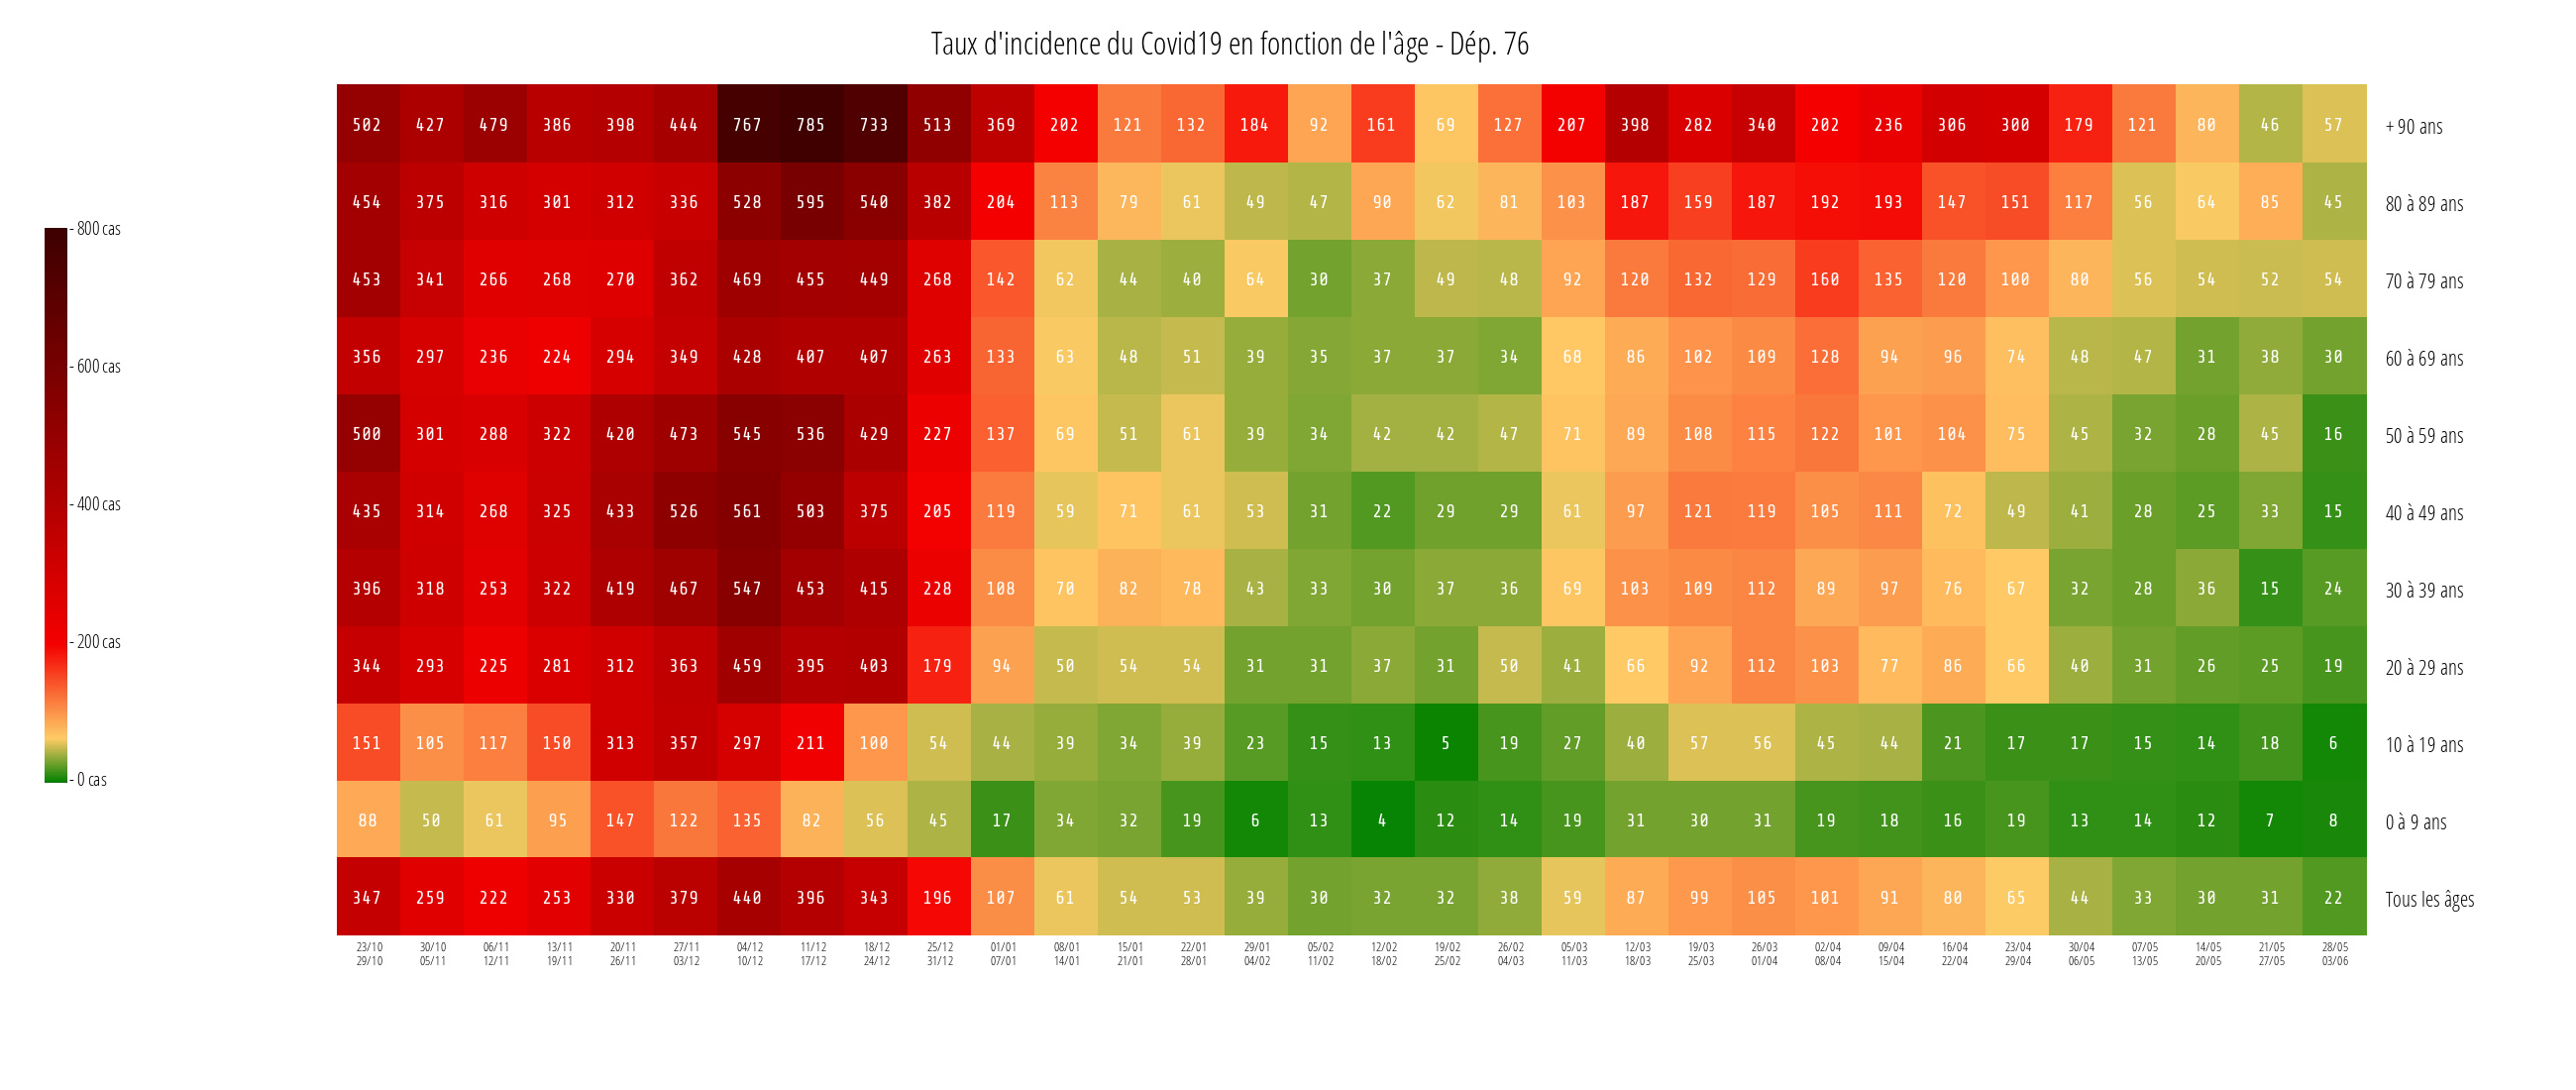 Taux d'incidence du Covid19 en fonction de l'âge - Dép. 76
502 427 479 386 398 444 767 785 733 513 369 202 121 132 184 92 161 69 127 207 398 282 340 202 236 306 300 179 121 80 46 57 + 90 ans
454 375 316 301 312 336 528 595 540 382 204 113 79 61 49 47 90 62 81 103 187 159 187 192 193 147 151 117 56 64 85 45 80 à 89 ans
- 800 cas
453 341 266 268 270 362 469 455 449 268 142 62 44 40 64 30 37 49 48 92 120 132 129 160 135 120 100 80 56 54 52 54 70 à 79 ans
356 297 236 224 294 349 428 407 407 263 133 63 48 51 39 35 37 37 34 68 86 102 109 128 94 96 74 48 47 31 38 30 60 à 69 ans
- 600 cas
500 301 288 322 420 473 545 536 429 227 137 69 51 61 39 34 42 42 47 71 89 108 115 122 101 104 75 45 32 28 45 16 50 à 59 ans
- 400 cas
435 314 268 325 433 526 561 503 375 205 119 59 71 61 53 31 22 29 29 61 97 121 119 105 111 72 49 41 28 25 33 15 40 à 49 ans
396 318 253 322 419 467 547 453 415 228 108 70 82 78 43 33 30 37 36 69 103 109 112 89 97 76 67 32 28 36 15 24 30 à 39 ans
- 200 cas
344 293 225 281 312 363 459 395 403 179 94 50 54 54 31 31 37 31 50 41 66 92 112 103 77 86 66 40 31 26 25 19 20 à 29 ans
151 105 117 150 313 357 297 211 100 54 44 39 34 39 23 15 13 5 19 27 40 57 56 45 44 21 17 17 15 14 18 6 10 à 19 ans
- 0 cas
88 50 61 95 147 122 135 82 56 45 17 34 32 19 6 13 4 12 14 19 31 30 31 19 18 16 19 13 14 12 7 8 0 à 9 ans
347 259 222 253 330 379 440 396 343 196 107 61 54 53 39 30 32 32 38 59 87 99 105 101 91 80 65 44 33 30 31 22 Tous les âges
23/10 30/10 06/11 13/11 20/11 27/11 04/12 11/12 18/12 25/12 01/01 08/01 15/01 22/01 29/01 05/02 12/02 19/02 26/02 05/03 12/03 19/03 26/03 02/04 09/04 16/04 23/04 30/04 07/05 14/05 21/05 28/05
29/10 05/11 12/11 19/11 26/11 03/12 10/12 17/12 24/12 31/12 07/01 14/01 21/01 28/01 04/02 11/02 18/02 25/02 04/03 11/03 18/03 25/03 01/04 08/04 15/04 22/04 29/04 06/05 13/05 20/05 27/05 03/06